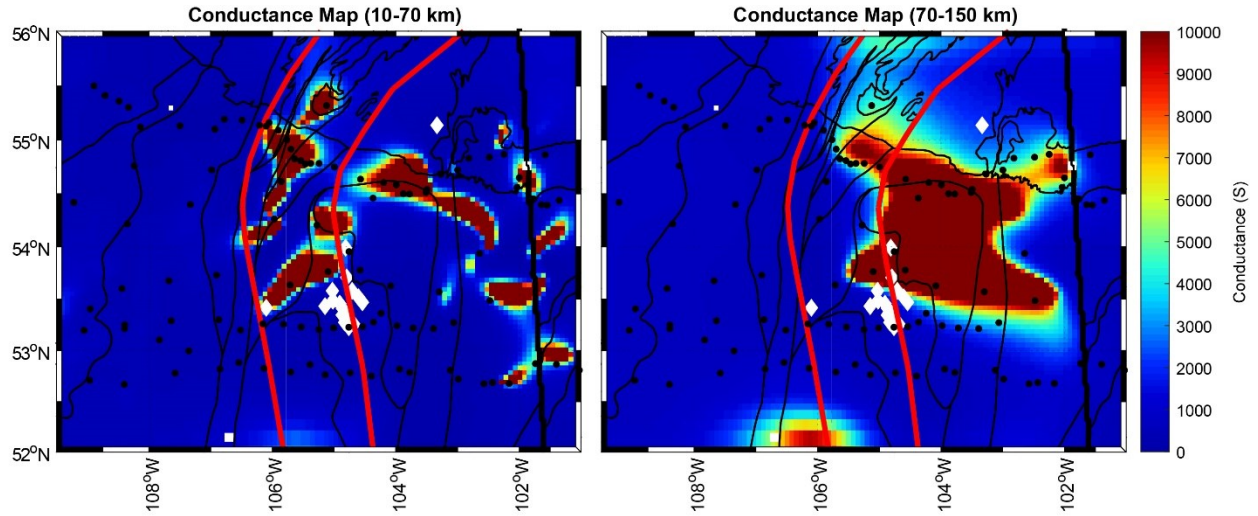 Conductance Map (10-70 km)
Conductance Map (70-150 km)
56°N
55°N
54°N
53°N
52°N
108°W
106°W
104°W
102°W
108°W
106°W
104°W
102°W
10000
9000
8000
7000
6000
5000
4000
3000
2000
1000
0
Conductance (S)